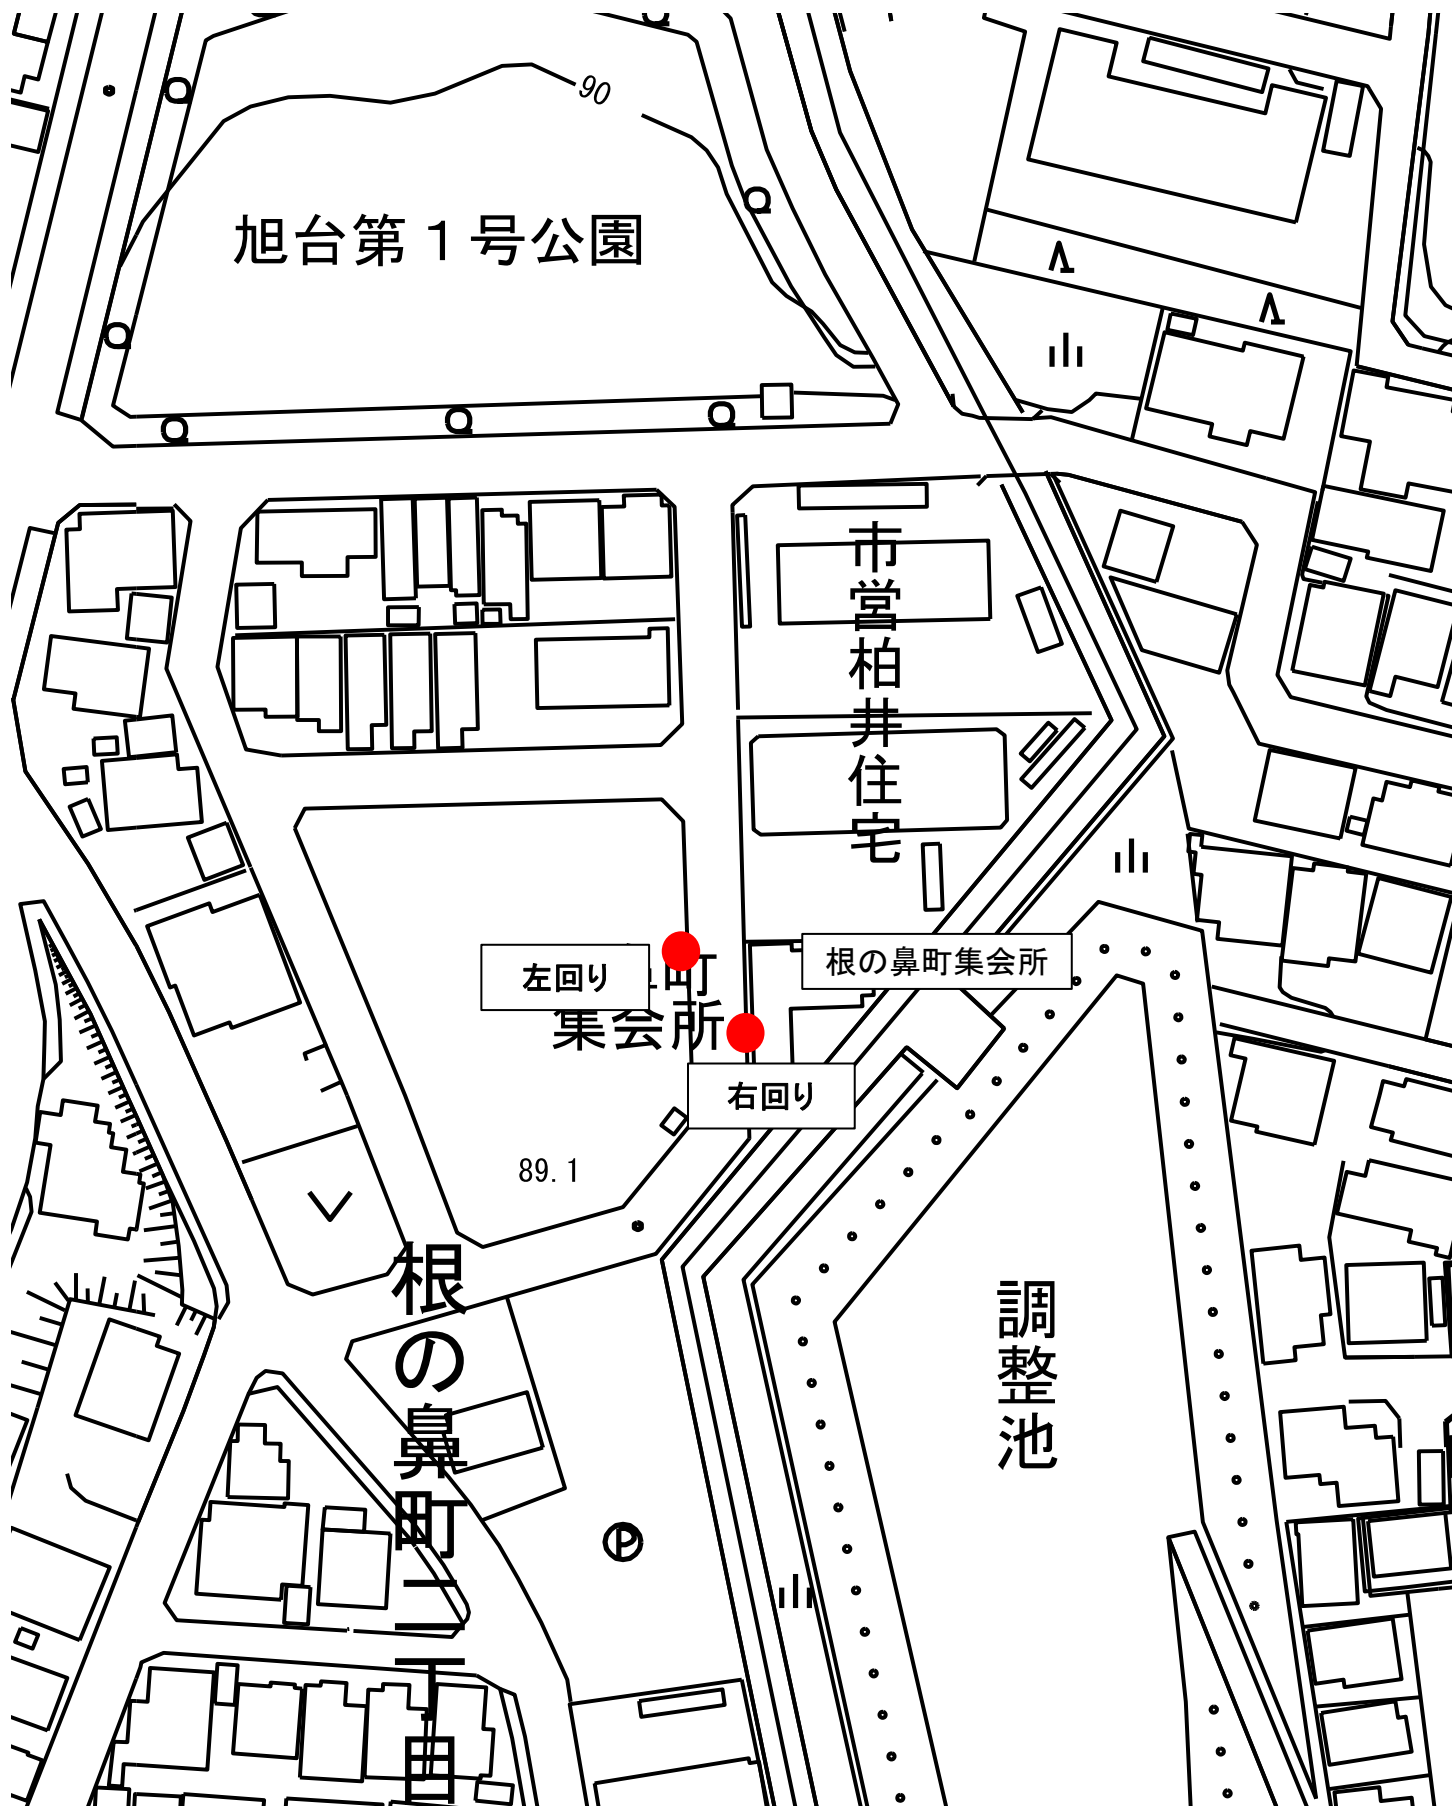 90
旭台第1号公園
市営柏井住宅
根の鼻町集会所
左回り
町
集会所
右回り
89.1
根の鼻町二丁目
調整池
P